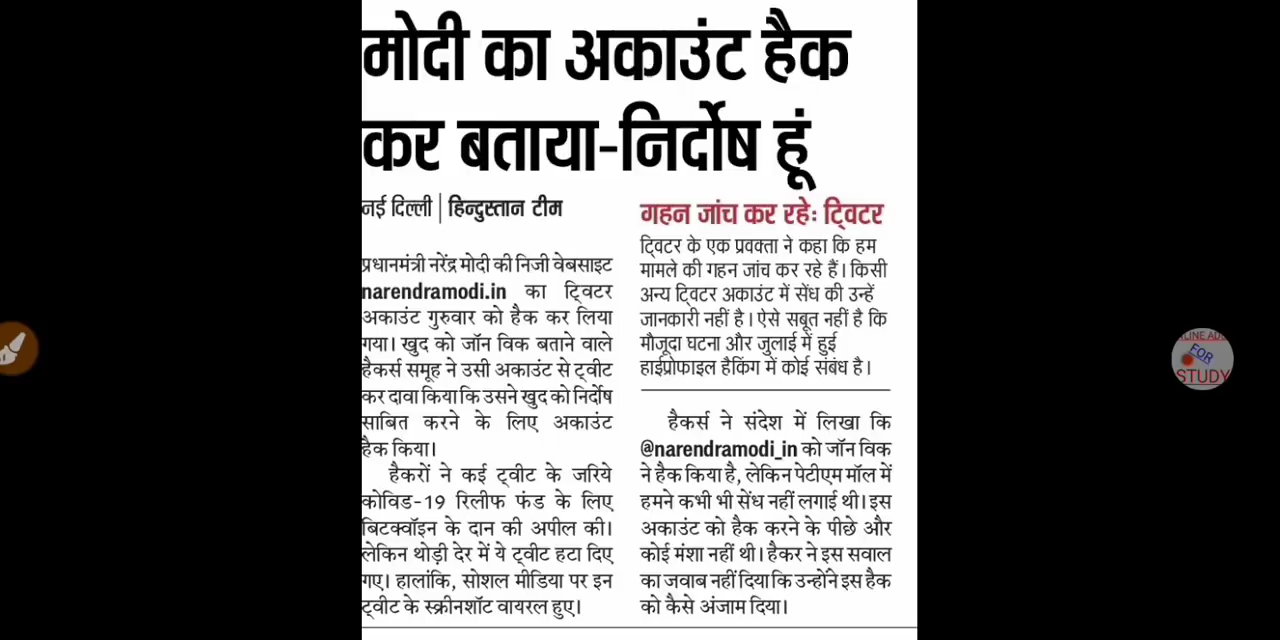 मोदी का अकाउंट हैक
कर बताया-निर्दोष हूं
नई दिल्ली | हिन्दुस्तान टीम
प्रधानमंत्री नरेंद्र मोदी की निजी वेबसाइट
narendramodi.in का ट्विटर
अकाउंट गुरुवार को हैक कर लिया
गया। खुद को जॉन विक बताने वाले
हैकर्स समूह ने उसी अकाउंट से ट्वीट
कर दावा किया कि उसने खुद को निर्दोष
साबित करने के लिए अकाउंट
हैक किया।
हैकरों ने कई ट्वीट के जरिये
कोविड-19 रिलीफ फंड के लिए
बिटक्वॉइन के दान की अपील की।
लेकिन थोड़ी देर में ये ट्वीट हटा दिए
गए। हालांकि, सोशल मीडिया पर इन
ट्वीट के स्क्रीनशॉट वायरल हुए।
गहन जांच कर रहेः ट्विटर
ट्विटर के एक प्रवक्ता ने कहा कि हम
मामले की गहन जांच कर रहे हैं। किसी
अन्य ट्विटर अकाउंट में सेंध की उन्हें
जानकारी नहीं है। ऐसे सबूत नहीं है कि
मौजूदा घटना और जुलाई में हुई
हाईप्रोफाइल हैकिंग में कोई संबंध है।
हैकर्स ने संदेश में लिखा कि
@narendramodi_in को जॉन विक
ने हैक किया है, लेकिन पेटीएम मॉल में
हमने कभी भी सेंध नहीं लगाई थी। इस
अकाउंट को हैक करने के पीछे और
कोई मंशा नहीं थी। हैकर ने इस सवाल
का जवाब नहीं दिया कि उन्होंने इस हैक
को कैसे अंजाम दिया।
FOR
STUDY